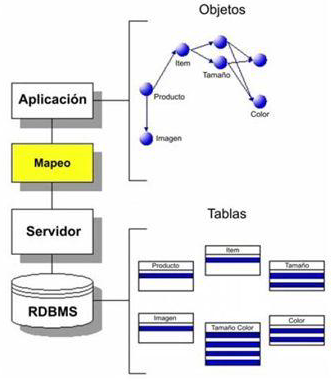 Objetos
Item
Tamaño
Aplicación
Producto
Color
Imagen
Mapeo
Servidor
Tablas
RDBMS
Item
Producto
Tamaño
Imagen
Tamaño Color
Color